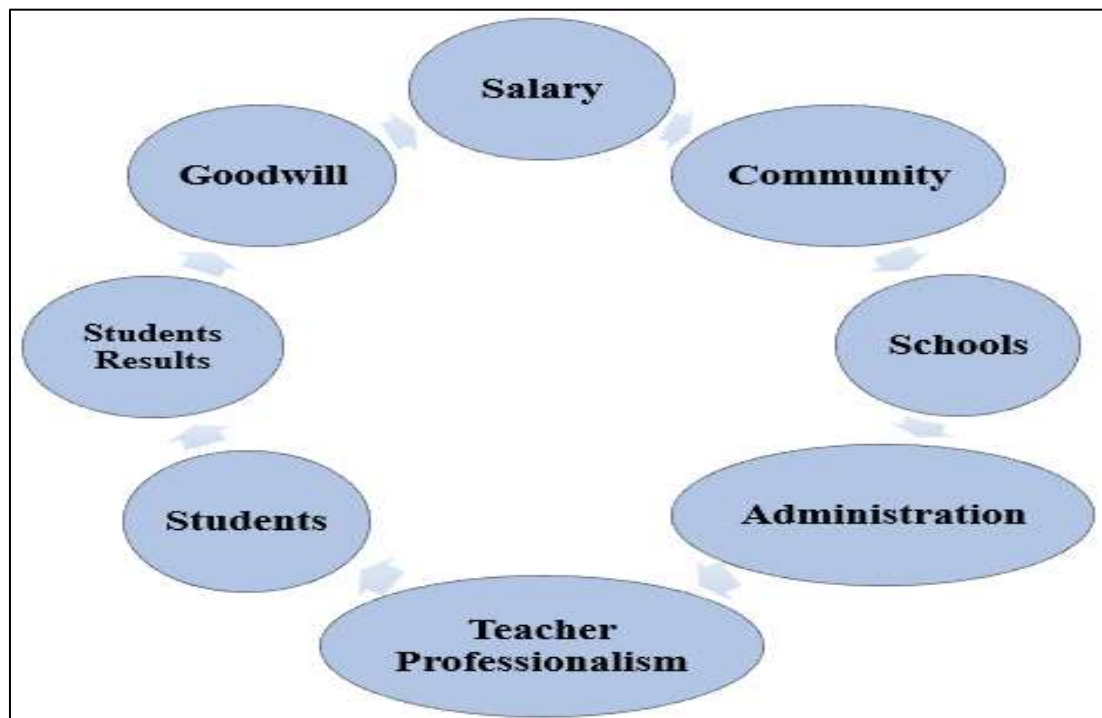 Salary
Community
Schools
Administration
Teacher
Professionalism
Students
Students
Results
Goodwill